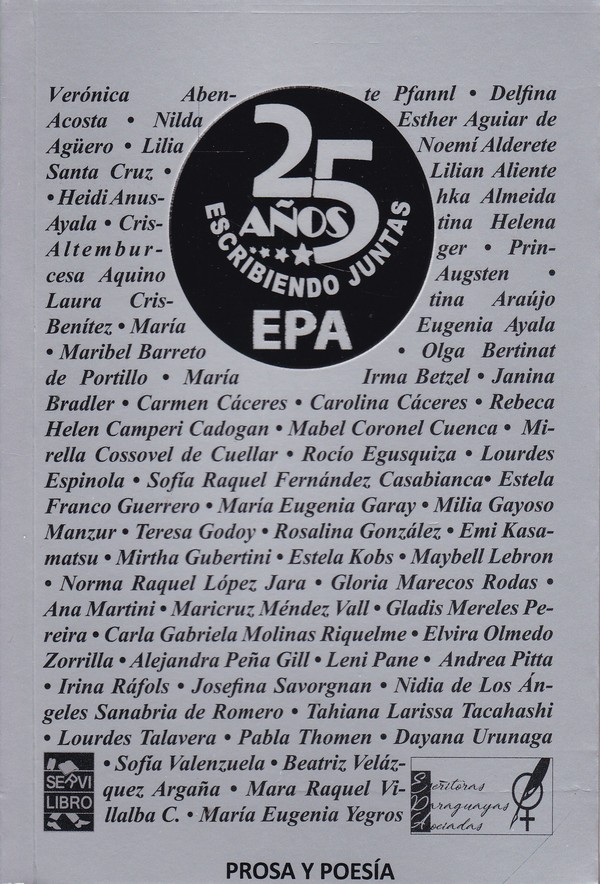 Verónica Aben- te Pfannl • Delfina
Acosta • Nilda Esther Aguiar de
Agüero • Lilia Noemí Alderete
Santa Cruz • Lilian Aliente
• Heidi Anus- hka Almeida
Ayala • Cris- tina Helena
Altembur- ger • Prin-
cesa Aquino Augsten •
Laura Cris- tina Araújo
Benítez • María Eugenia Ayala
• Maribel Barreto • Olga Bertinat
de Portillo • María Irma Betzel • Janina
25
AÑOS
ESCRIBIENDO JUNTAS
EPA
Bradler • Carmen Cáceres • Carolina Cáceres • Rebeca
Helen Camperi Cadogan • Mabel Coronel Cuenca • Mi-
rella Cossovel de Cuellar • Rocío Egusquiza • Lourdes
Espinola • Sofía Raquel Fernández Casabianca• Estela
Franco Guerrero • María Eugenia Garay • Milia Gayoso
Manzur • Teresa Godoy • Rosalina González • Emi Kasa-
matsu • Mirtha Gubertini • Estela Kobs • Maybell Lebron
• Norma Raquel López Jara • Gloria Marecos Rodas •
Ana Martini • Maricruz Méndez Vall • Gladis Mereles Pe-
reira • Carla Gabriela Molinas Riquelme • Elvira Olmedo
Zorrilla • Alejandra Peña Gill • Leni Pane • Andrea Pitta
• Irina Ráfols • Josefina Savorgnan • Nidia de Los Án-
geles Sanabria de Romero • Tahiana Larissa Tacahashi
• Lourdes Talavera • Pabla Thomen • Dayana Urunaga
• Sofía Valenzuela • Beatriz Veláz-
quez Argaña • Mara Raquel Vi-
llalba C. • María Eugenia Yegros
SERVI
LIBRO
Escritoras
Paraguayas
Asociadas
PROSA Y POESÍA